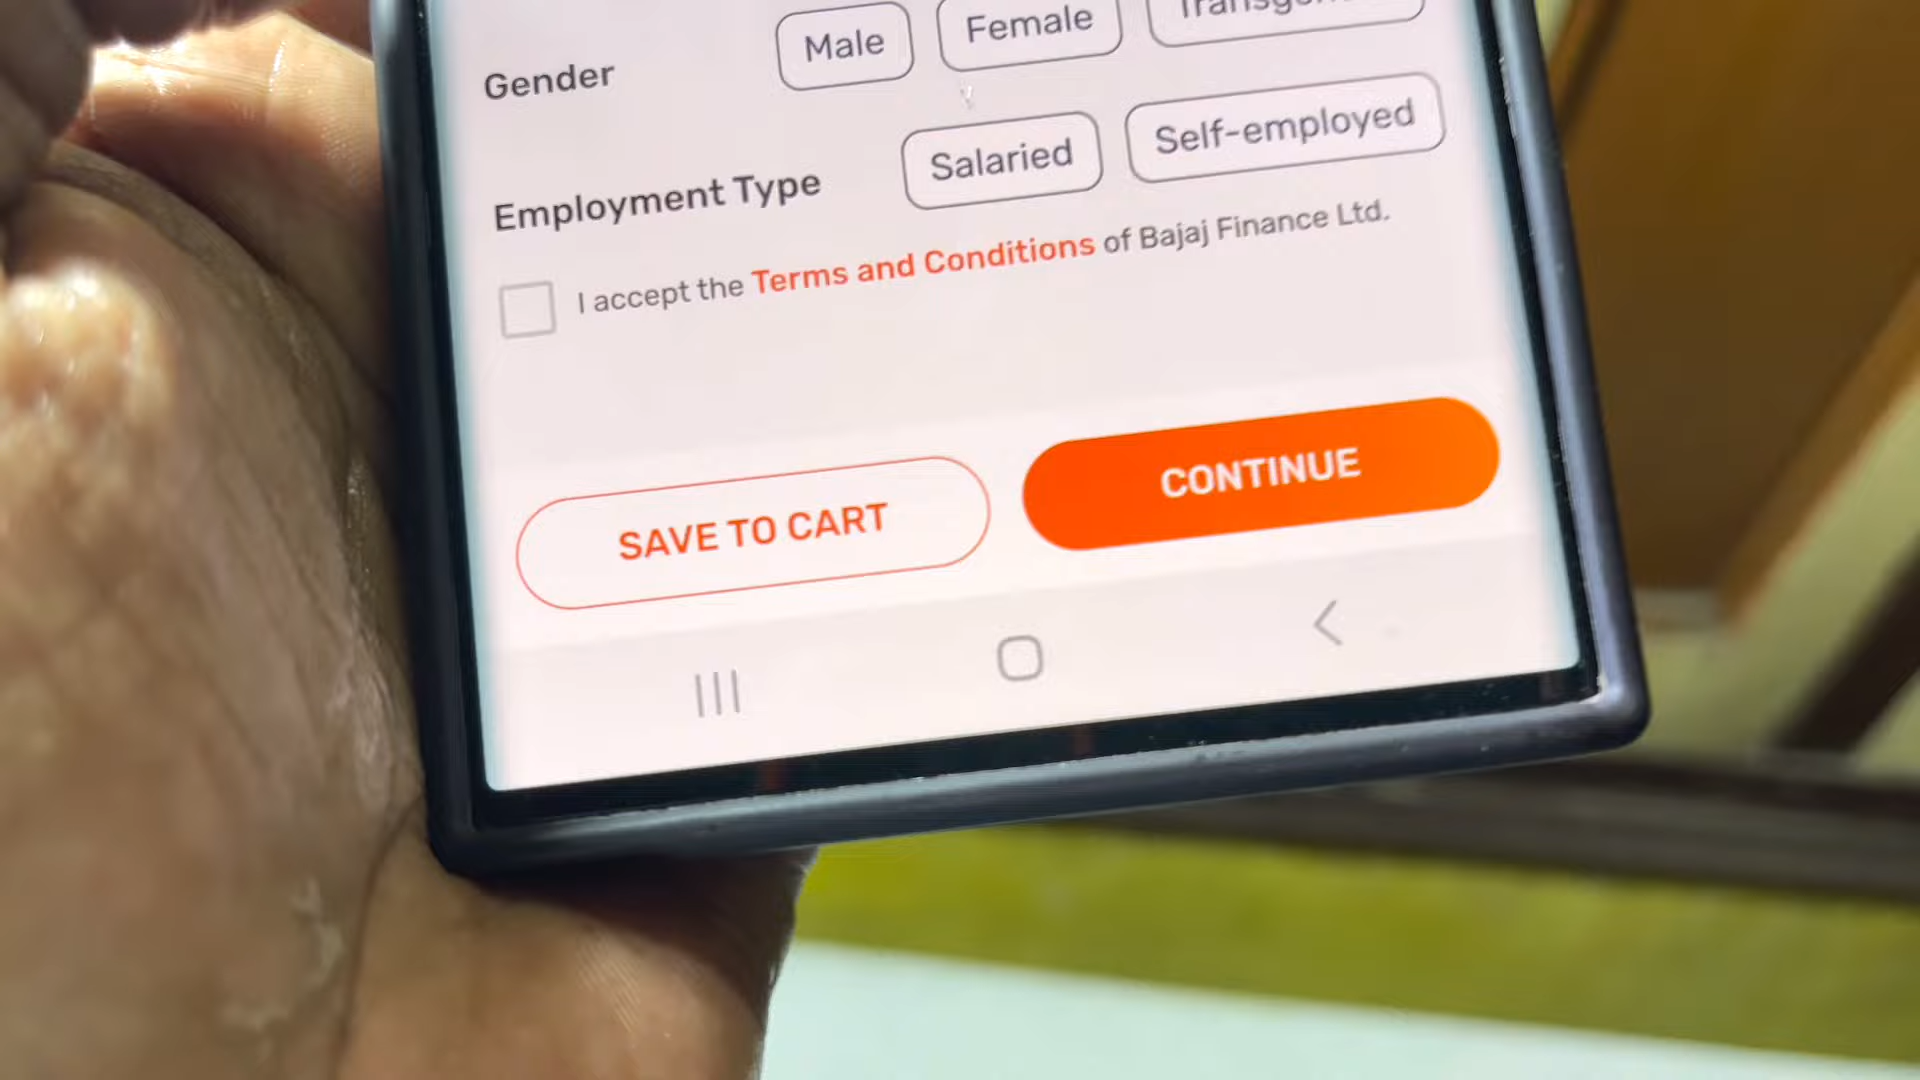 Gender Male Female
Employment Type Salaried Self-employed
I accept the Terms and Conditions of Bajaj Finance Ltd.
SAVE TO CART CONTINUE